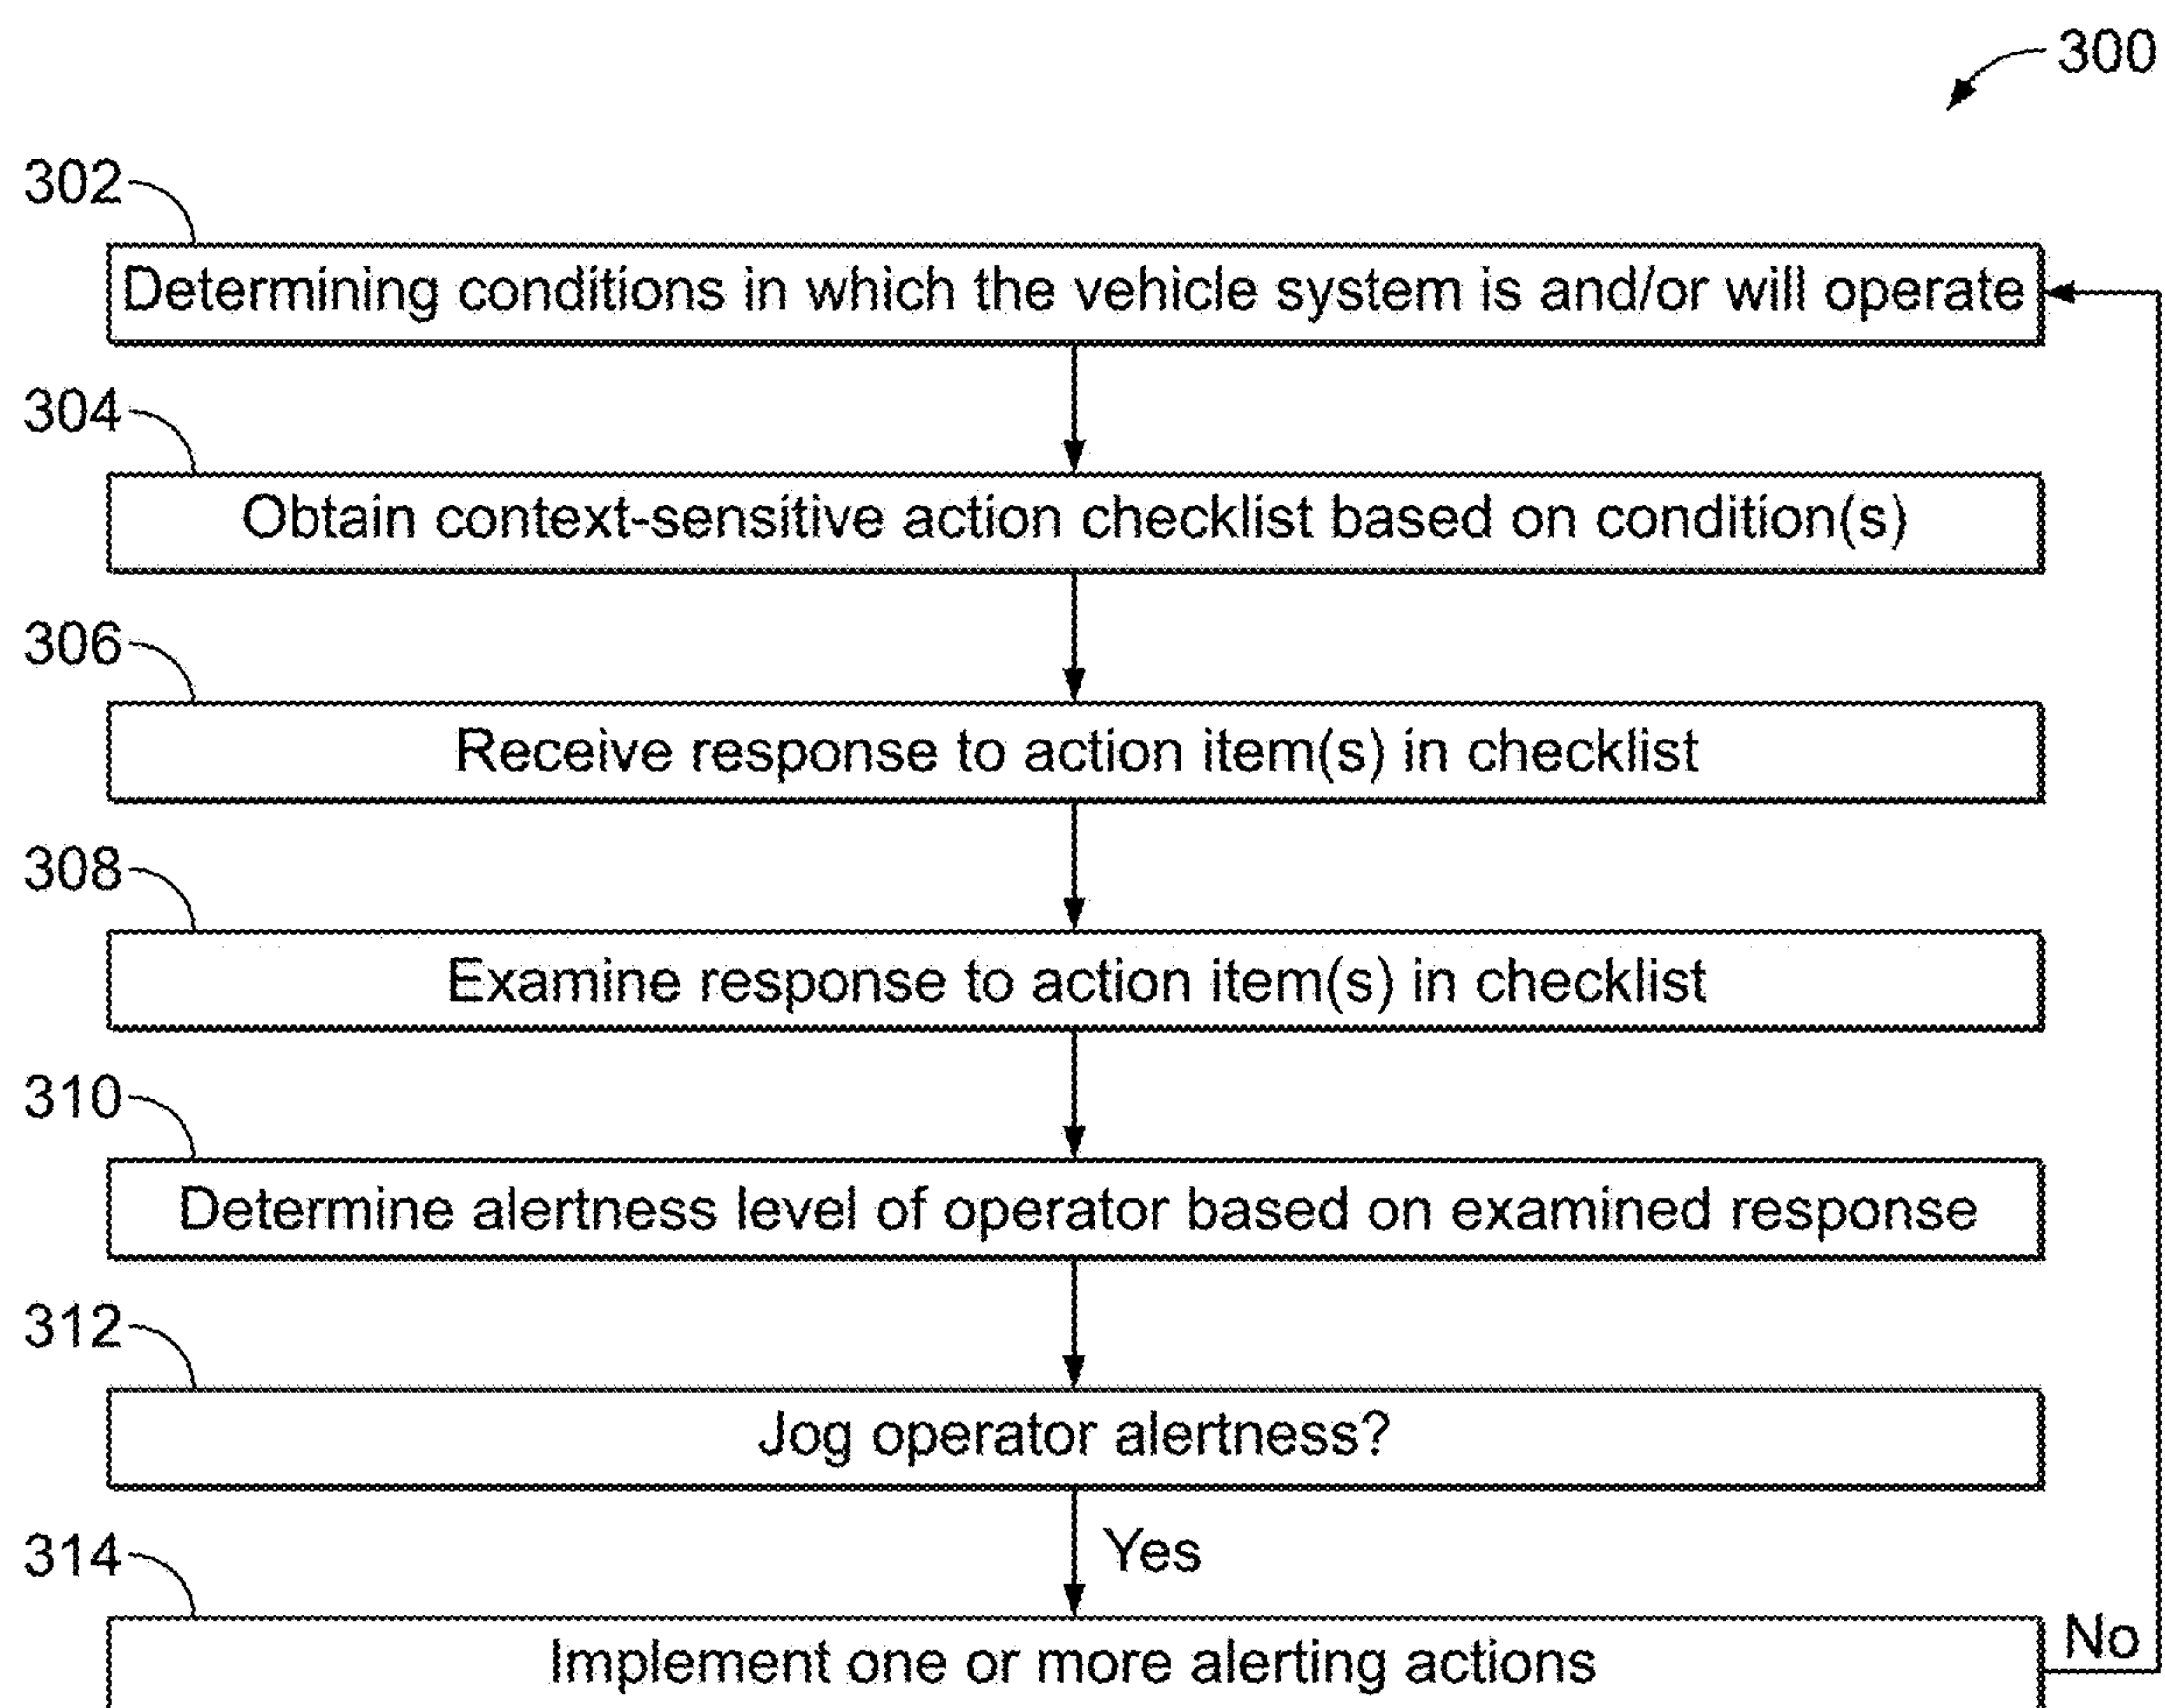 300
302
Determining conditions in which the vehicle system is and/or will operate
304
Obtain context-sensitive action checklist based on condition(s)
306
Receive response to action item(s) in checklist
308
Examine response to action item(s) in checklist
310
Determine alertness level of operator based on examined response
312
Jog operator alertness?
Yes
314
No
Implement one or more alerting actions